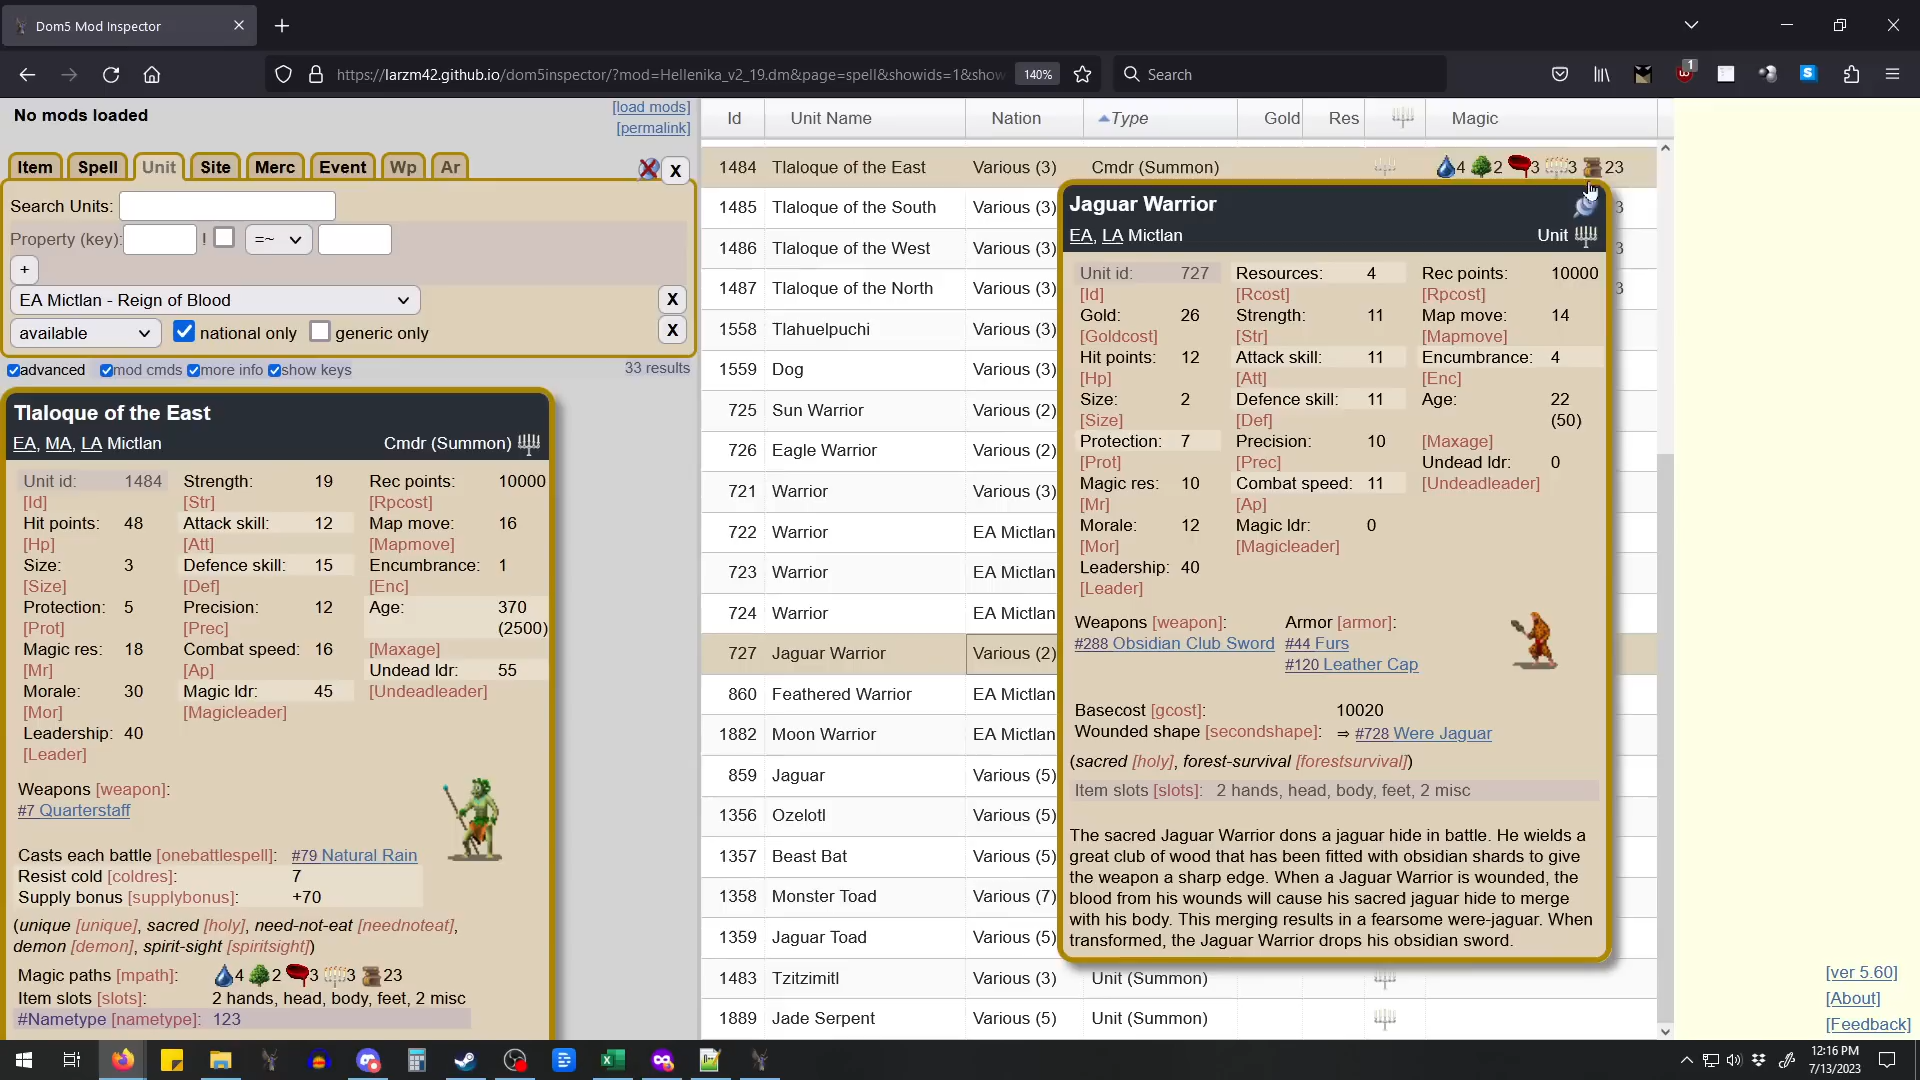 Dom5 Mod Inspector
https://larzm42.github.io/dom5inspector/?mod=Hellenika_v2_19.dm&page=spell&showids=1&show
140%
Search
1
No mods loaded
[load mods]
[permalink]
Item Spell Unit Site Merc Event Wp Ar
X
Search Units:
Property (key): ! =~
+
EA Mictlan - Reign of Blood
X
available national only generic only
X
advanced mod cmds more info show keys
33 results
Tlaloque of the East
EA, MA, LA Mictlan Cmdr (Summon)
Unit id: 1484 Strength: 19 Rec points: 10000
[Id] [Str] [Rpcost]
Hit points: 48 Attack skill: 12 Map move: 16
[Hp] [Att] [Mapmove]
Size: 3 Defence skill: 15 Encumbrance: 1
[Size] [Def] [Enc]
Protection: 5 Precision: 12 Age: 370
[Prot] [Prec] (2500)
Magic res: 18 Combat speed: 16 [Maxage]
[Mr] [Ap] Undead ldr: 55
Morale: 30 Magic ldr: 45 [Undeadleader]
[Mor] [Magicleader]
Leadership: 40
[Leader]
Weapons [weapon]:
#7 Quarterstaff
Casts each battle [onebattlespell]: #79 Natural Rain
Resist cold [coldres]: 7
Supply bonus [supplybonus]: +70
(unique [unique], sacred [holy], need-not-eat [neednoteat],
demon [demon], spirit-sight [spiritsight])
Magic paths [mpath]: 4 2 3 3 23
Item slots [slots]: 2 hands, head, body, feet, 2 misc
#Nametype [nametype]: 123
Id Unit Name Nation Type Gold Res Magic
1484 Tlaloque of the East Various (3) Cmdr (Summon) 4 2 3 3 23
1485 Tlaloque of the South Various (3) 3
1486 Tlaloque of the West Various (3) 3
1487 Tlaloque of the North Various (3) 3
1558 Tlahuelpuchi Various (3)
1559 Dog Various (3)
725 Sun Warrior Various (2)
726 Eagle Warrior Various (2)
721 Warrior Various (3)
722 Warrior EA Mictlan
723 Warrior EA Mictlan
724 Warrior EA Mictlan
727 Jaguar Warrior Various (2)
860 Feathered Warrior EA Mictlan
1882 Moon Warrior EA Mictlan
859 Jaguar Various (5)
1356 Ozelotl Various (5)
1357 Beast Bat Various (5)
1358 Monster Toad Various (7)
1359 Jaguar Toad Various (5)
1483 Tzitzimitl Various (3) Unit (Summon)
1889 Jade Serpent Various (5) Unit (Summon)
Jaguar Warrior
EA, LA Mictlan Unit
Unit id: 727 Resources: 4 Rec points: 10000
[Id] [Rcost] [Rpcost]
Gold: 26 Strength: 11 Map move: 14
[Goldcost] [Str] [Mapmove]
Hit points: 12 Attack skill: 11 Encumbrance: 4
[Hp] [Att] [Enc]
Size: 2 Defence skill: 11 Age: 22
[Size] [Def] (50)
Protection: 7 Precision: 10 [Maxage]
[Prot] [Prec] Undead ldr: 0
Magic res: 10 Combat speed: 11 [Undeadleader]
[Mr] [Ap]
Morale: 12 Magic ldr: 0
[Mor] [Magicleader]
Leadership: 40
[Leader]
Weapons [weapon]: Armor [armor]:
#288 Obsidian Club Sword #44 Furs
#120 Leather Cap
Basecost [gcost]: 10020
Wounded shape [secondshape]: ⇒ #728 Were Jaguar
(sacred [holy], forest-survival [forestsurvival])
Item slots [slots]: 2 hands, head, body, feet, 2 misc
The sacred Jaguar Warrior dons a jaguar hide in battle. He wields a
great club of wood that has been fitted with obsidian shards to give
the weapon a sharp edge. When a Jaguar Warrior is wounded, the
blood from his wounds will cause his sacred jaguar hide to merge
with his body. This merging results in a fearsome were-jaguar. When
transformed, the Jaguar Warrior drops his obsidian sword.
[ver 5.60]
[About]
[Feedback]
12:16 PM
7/13/2023